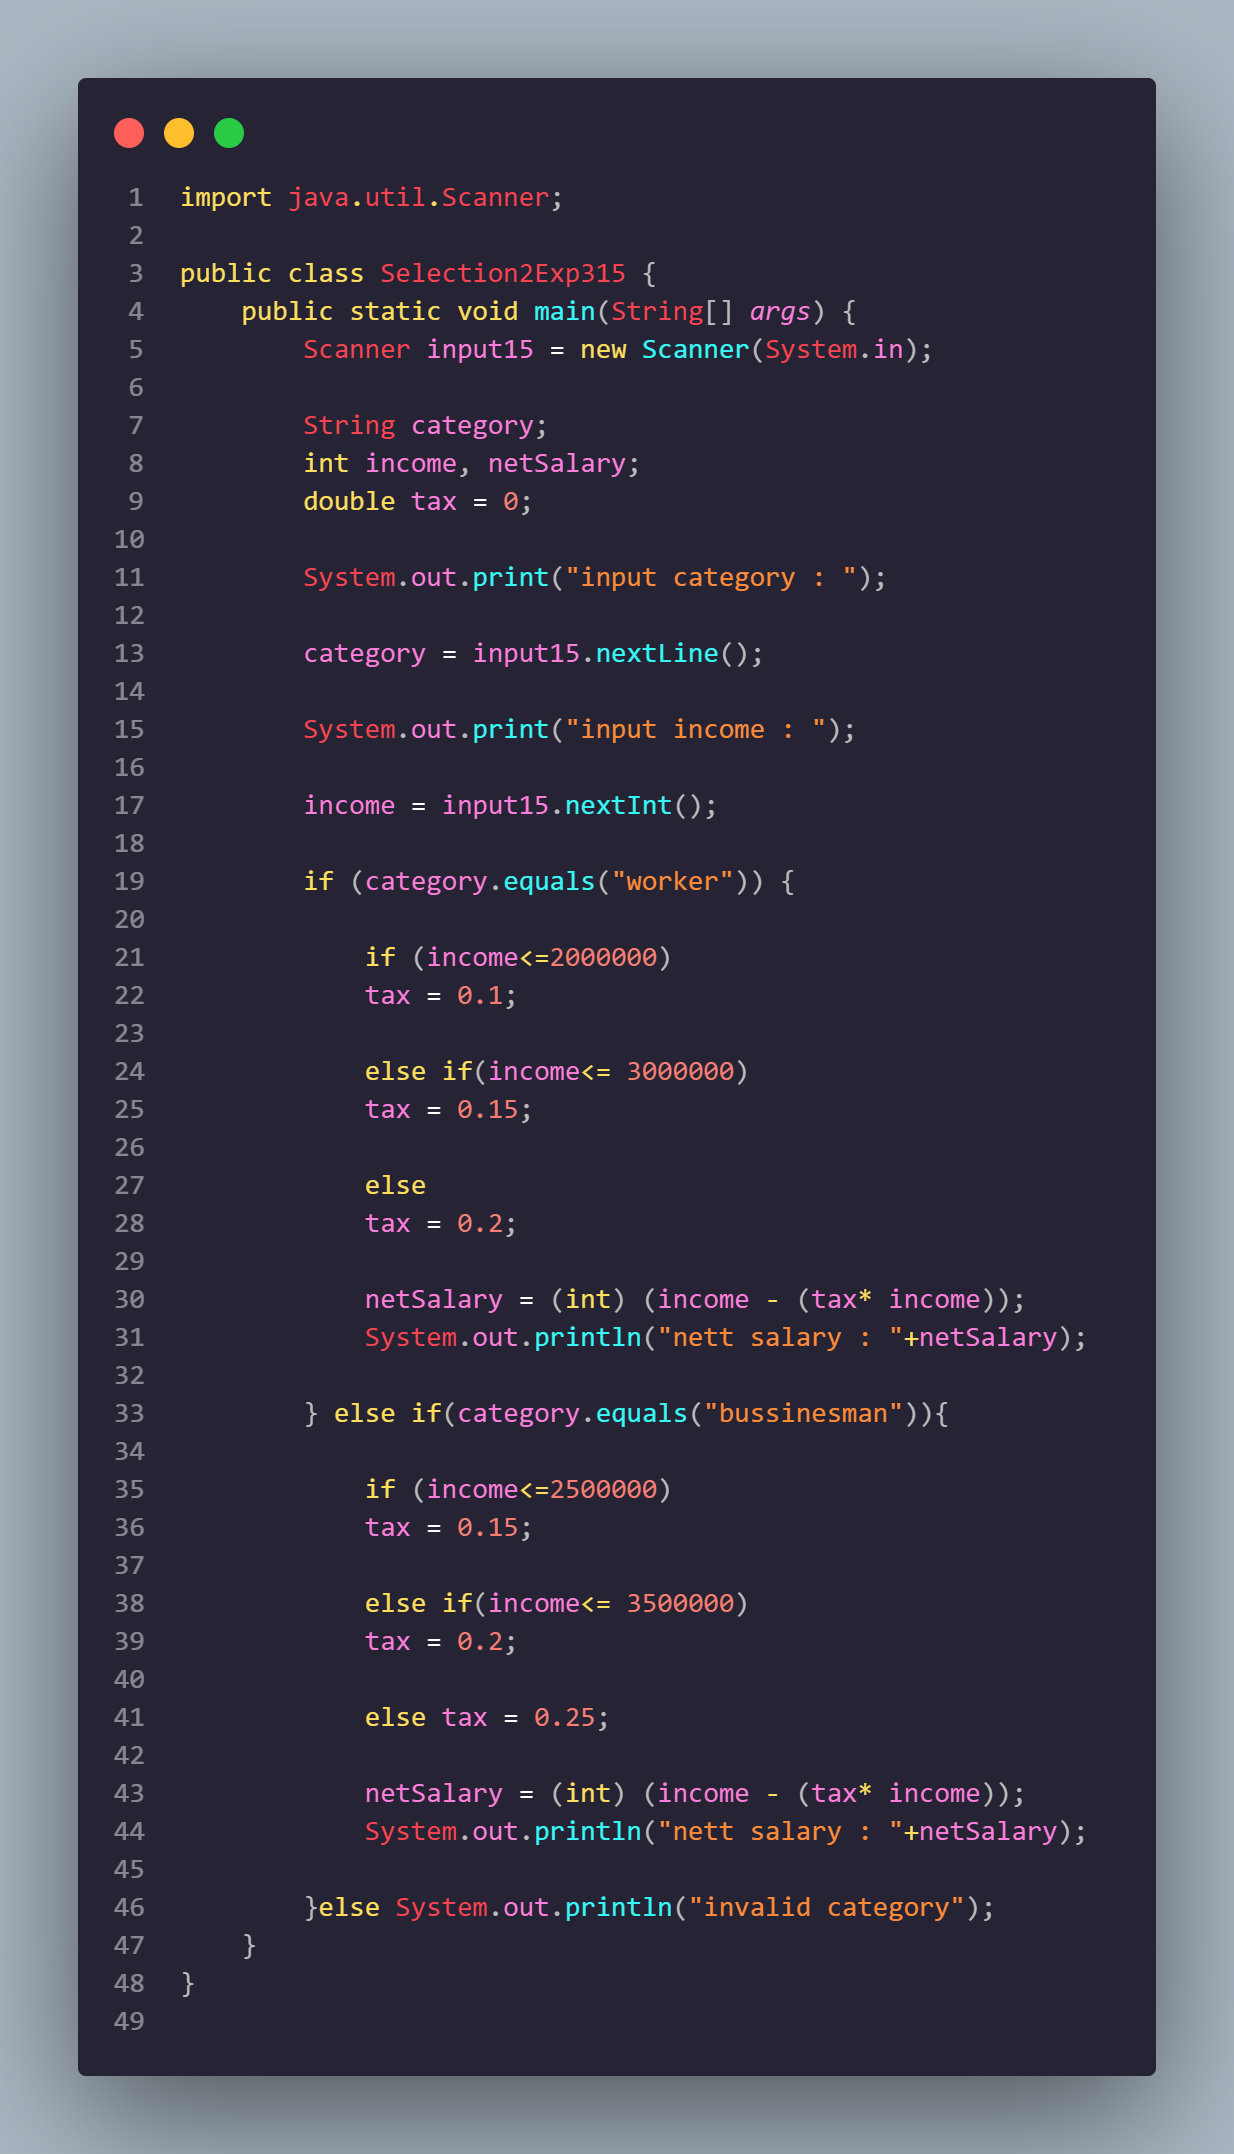 1 import java.util.Scanner;
2
3 public class Selection2Exp315 {
4     public static void main(String[] args) {
5         Scanner input15 = new Scanner(System.in);
6
7         String category;
8         int income, netSalary;
9         double tax = 0;
10
11         System.out.print("input category : ");
12
13         category = input15.nextLine();
14
15         System.out.print("input income : ");
16
17         income = input15.nextInt();
18
19         if (category.equals("worker")) {
20
21             if (income<=2000000)
22             tax = 0.1;
23
24             else if(income<= 3000000)
25             tax = 0.15;
26
27             else
28             tax = 0.2;
29
30             netSalary = (int) (income - (tax* income));
31             System.out.println("nett salary : "+netSalary);
32
33         } else if(category.equals("bussinesman")){
34
35             if (income<=2500000)
36             tax = 0.15;
37
38             else if(income<= 3500000)
39             tax = 0.2;
40
41             else tax = 0.25;
42
43             netSalary = (int) (income - (tax* income));
44             System.out.println("nett salary : "+netSalary);
45
46         }else System.out.println("invalid category");
47     }
48 }
49